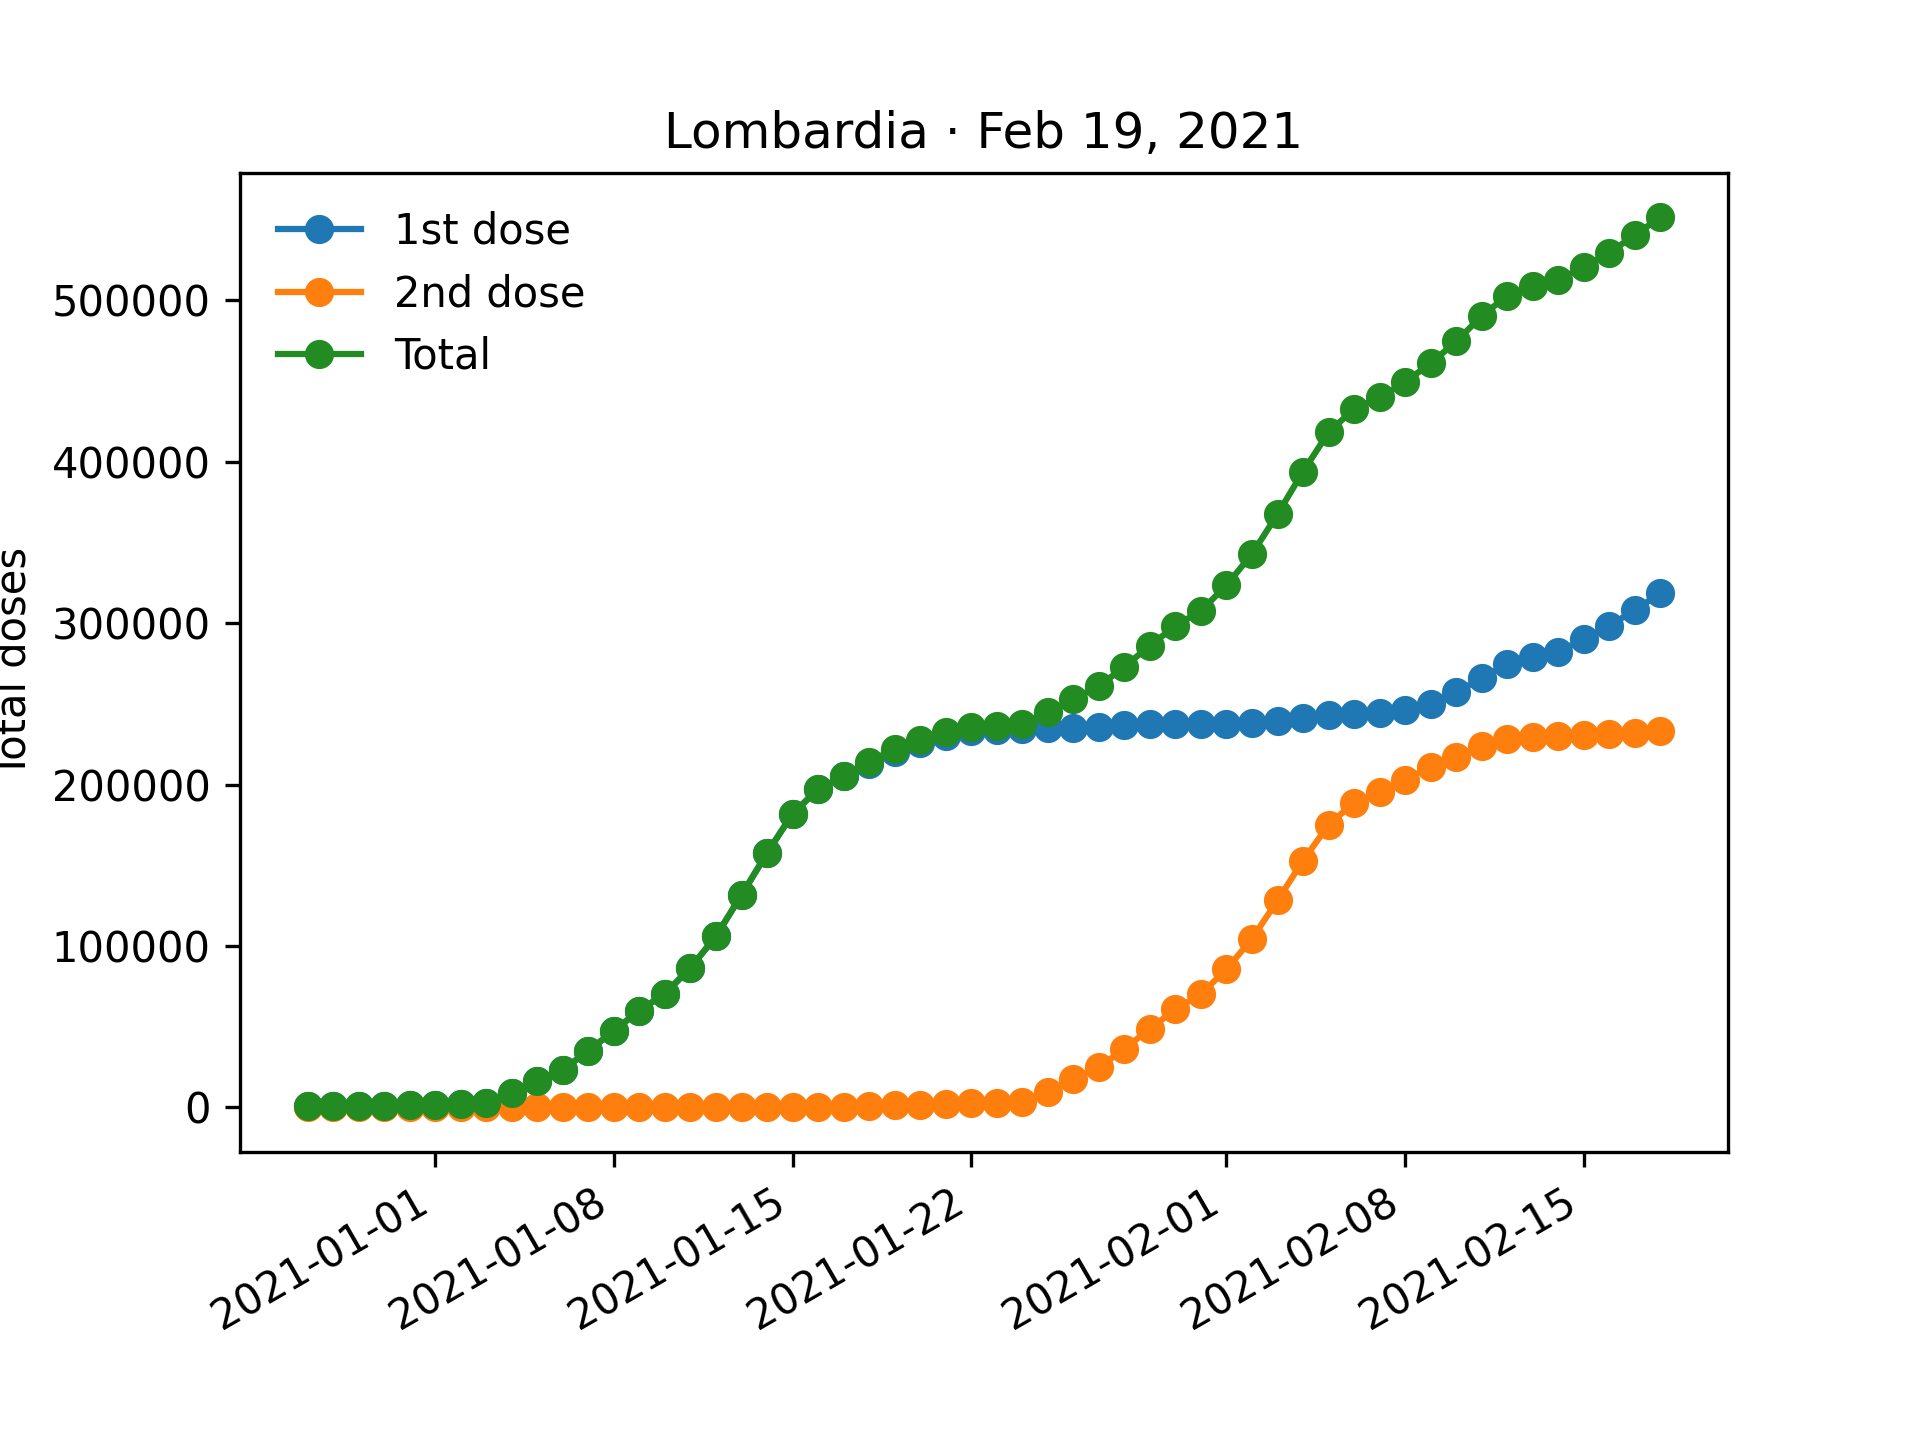 Lombardia · Feb 19, 2021
1st dose
2nd dose
Total
Total doses
500000
400000
300000
200000
100000
0
2021-01-01
2021-01-08
2021-01-15
2021-01-22
2021-02-01
2021-02-08
2021-02-15